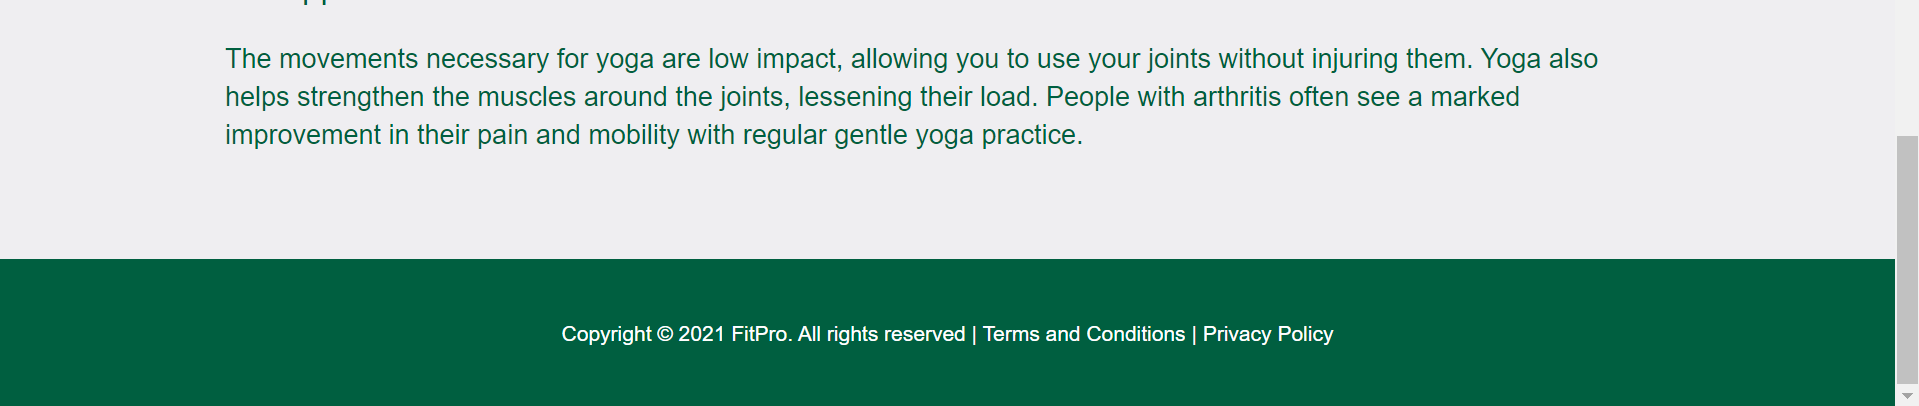 The movements necessary for yoga are low impact, allowing you to use your joints without injuring them. Yoga also
helps strengthen the muscles around the joints, lessening their load. People with arthritis often see a marked
improvement in their pain and mobility with regular gentle yoga practice.
Copyright © 2021 FitPro. All rights reserved | Terms and Conditions | Privacy Policy